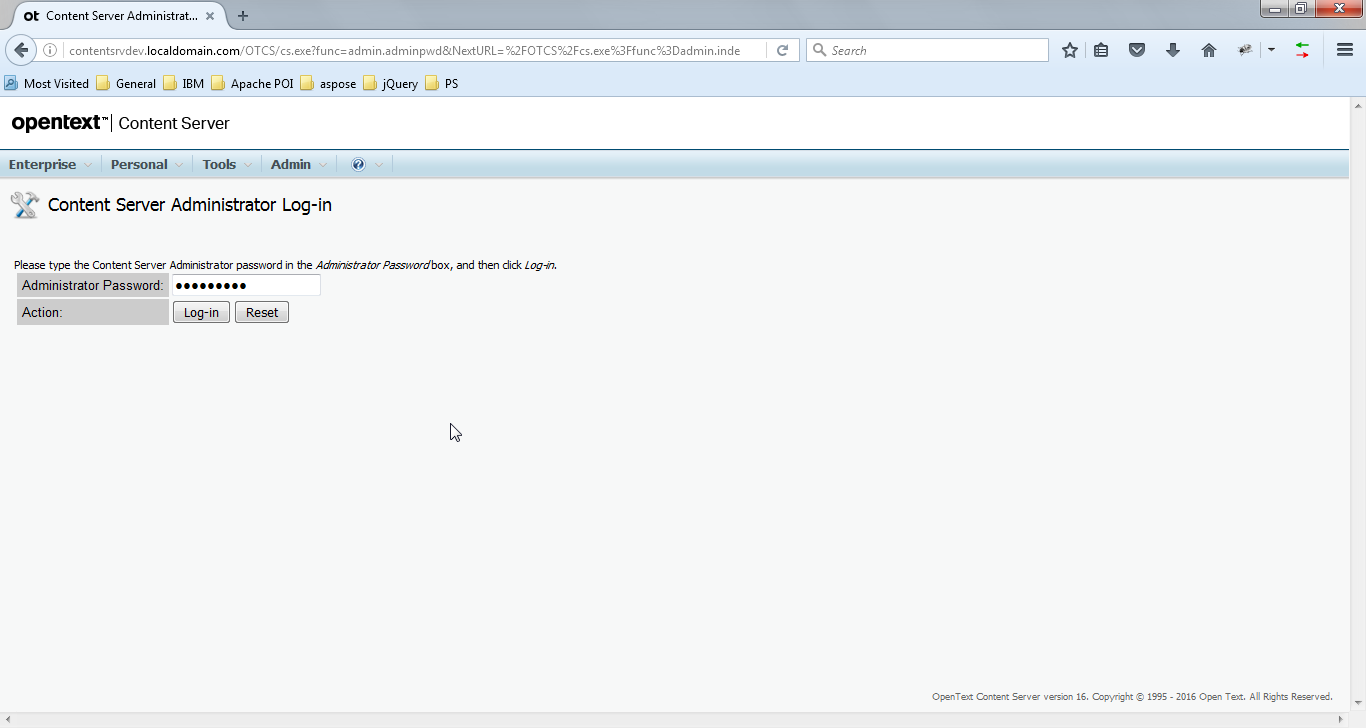 ot Content Server Administrat...
contentsrvdev.localdomain.com/OTCS/cs.exe?func=admin.adminpwd&NextURL=%2FOTCS%2Fcs.exe%3Ffunc%3Dadmin.inde Search
Most Visited General IBM Apache POI aspose jQuery PS
opentext™ Content Server
Enterprise Personal Tools Admin ?
Content Server Administrator Log-in
Please type the Content Server Administrator password in the Administrator Password box, and then click Log-in.
Administrator Password: •••••••••
Action: Log-in Reset
OpenText Content Server version 16. Copyright © 1995 - 2016 Open Text. All Rights Reserved.